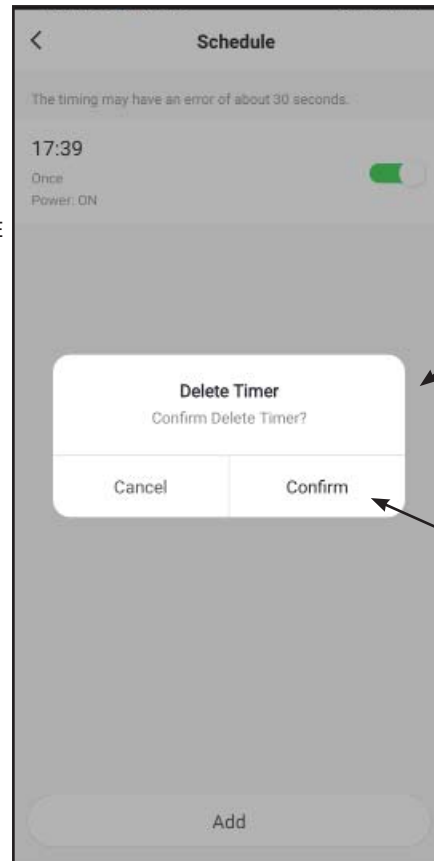 Schedule
The timing may have an error of about 30 seconds.
17:39
Once
Power: ON
E
Delete Timer
Confirm Delete Timer?
Cancel Confirm
Add